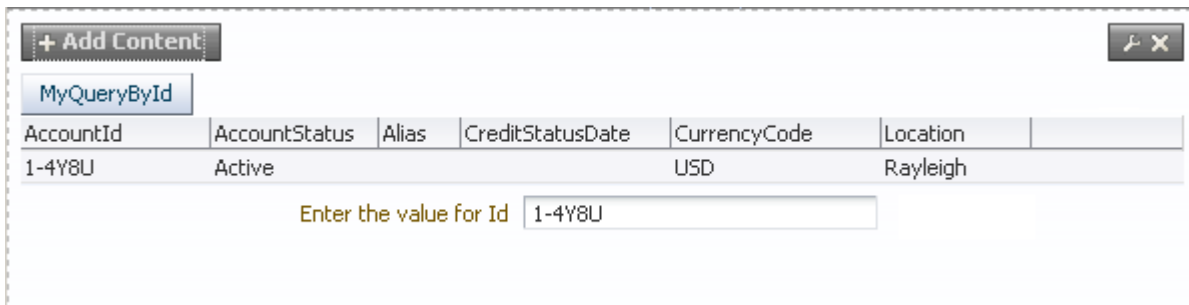 + Add Content
MyQueryById
AccountId AccountStatus Alias CreditStatusDate CurrencyCode Location
1-4Y8U Active USD Rayleigh
Enter the value for Id 1-4Y8U